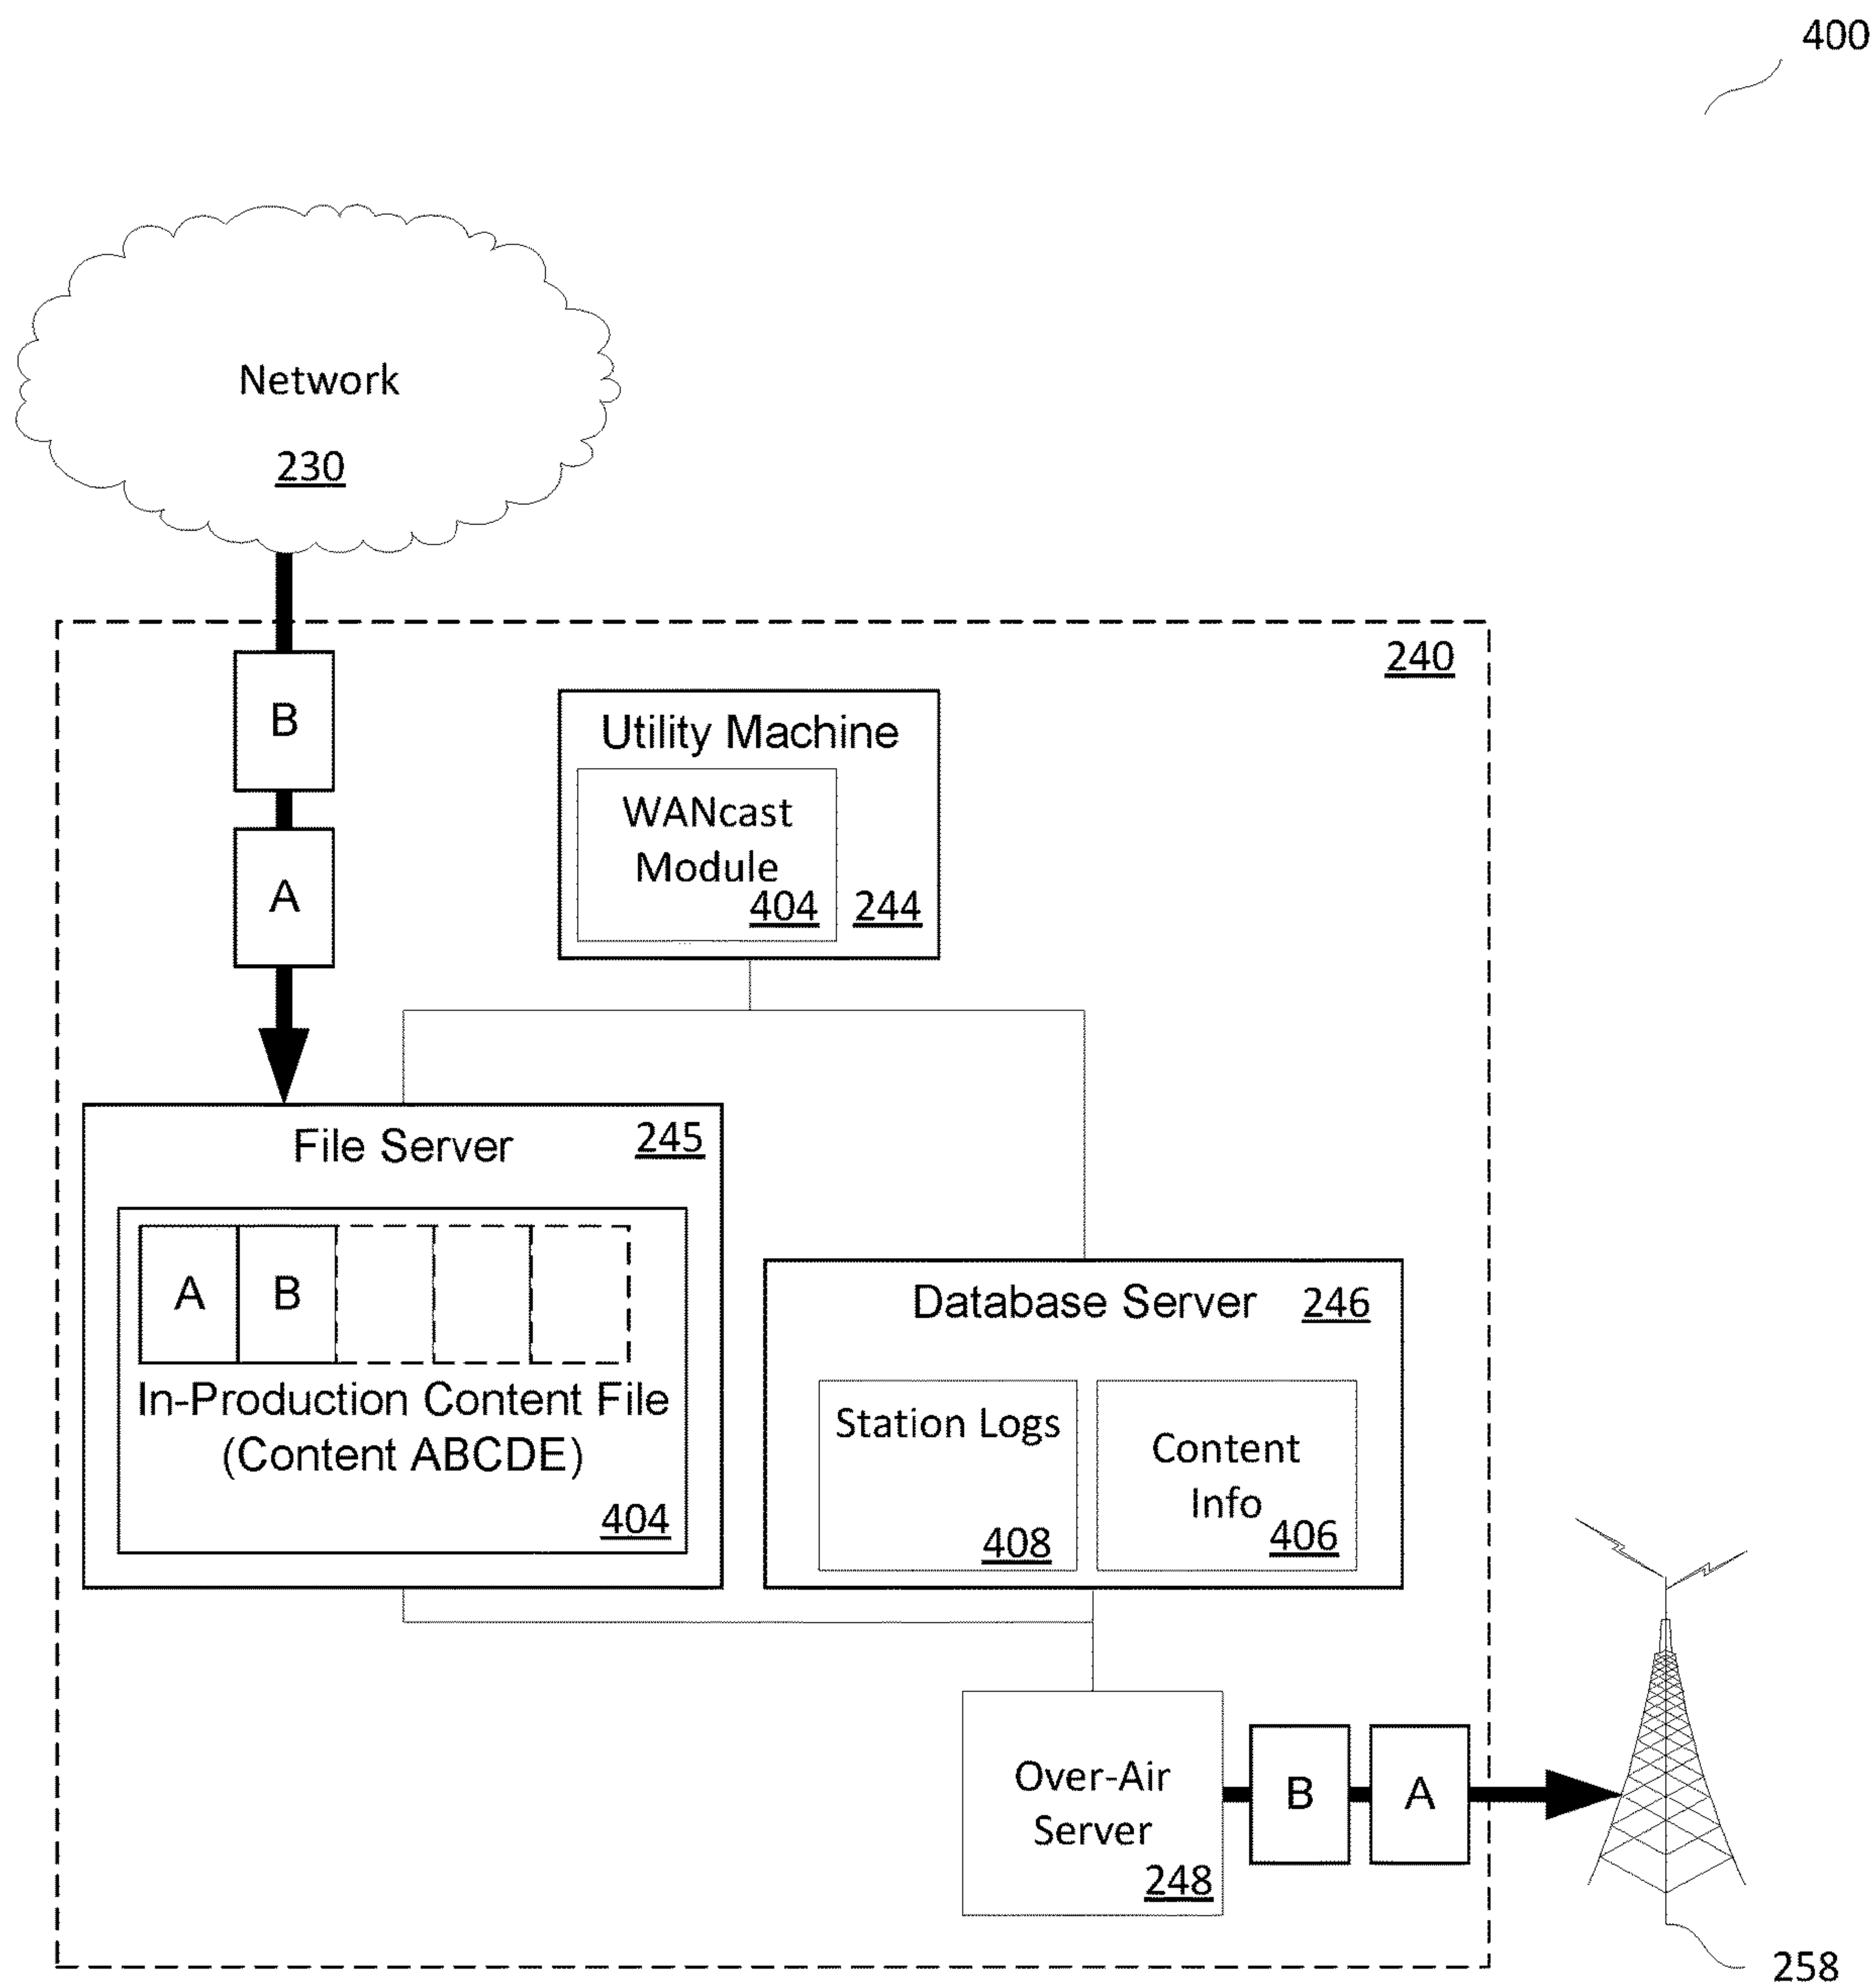 400
Network
230
240
B
A
Utility Machine
WANcast
Module
404
244
File Server
245
A B
In-Production Content File
(Content ABCDE)
404
Database Server
246
Station Logs
408
Content
Info
406
Over-Air
Server
248
B
A
258